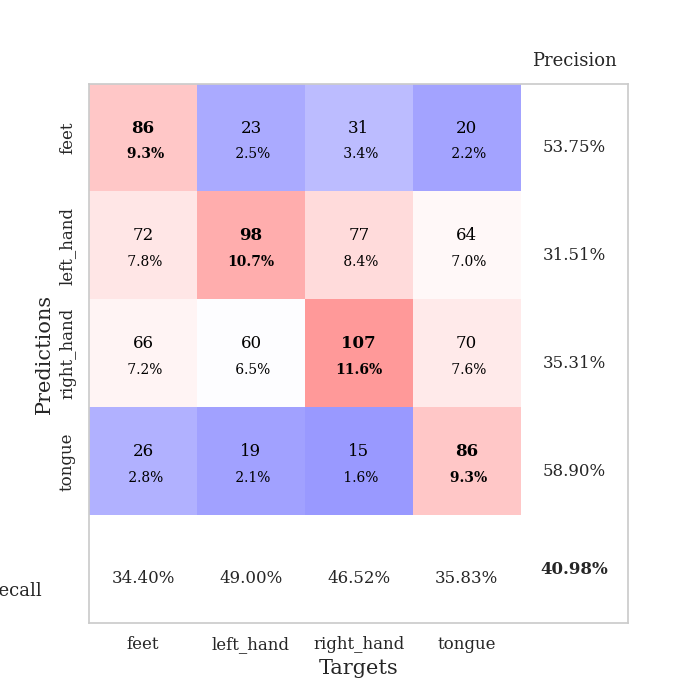 Precision
feet
86 23 31 20 53.75%
9.3% 2.5% 3.4% 2.2%
left_hand
72 98 77 64 31.51%
7.8% 10.7% 8.4% 7.0%
Predictions
right_hand
66 60 107 70 35.31%
7.2% 6.5% 11.6% 7.6%
tongue
26 19 15 86 58.90%
2.8% 2.1% 1.6% 9.3%
ecall 34.40% 49.00% 46.52% 35.83% 40.98%
feet left_hand right_hand tongue
Targets